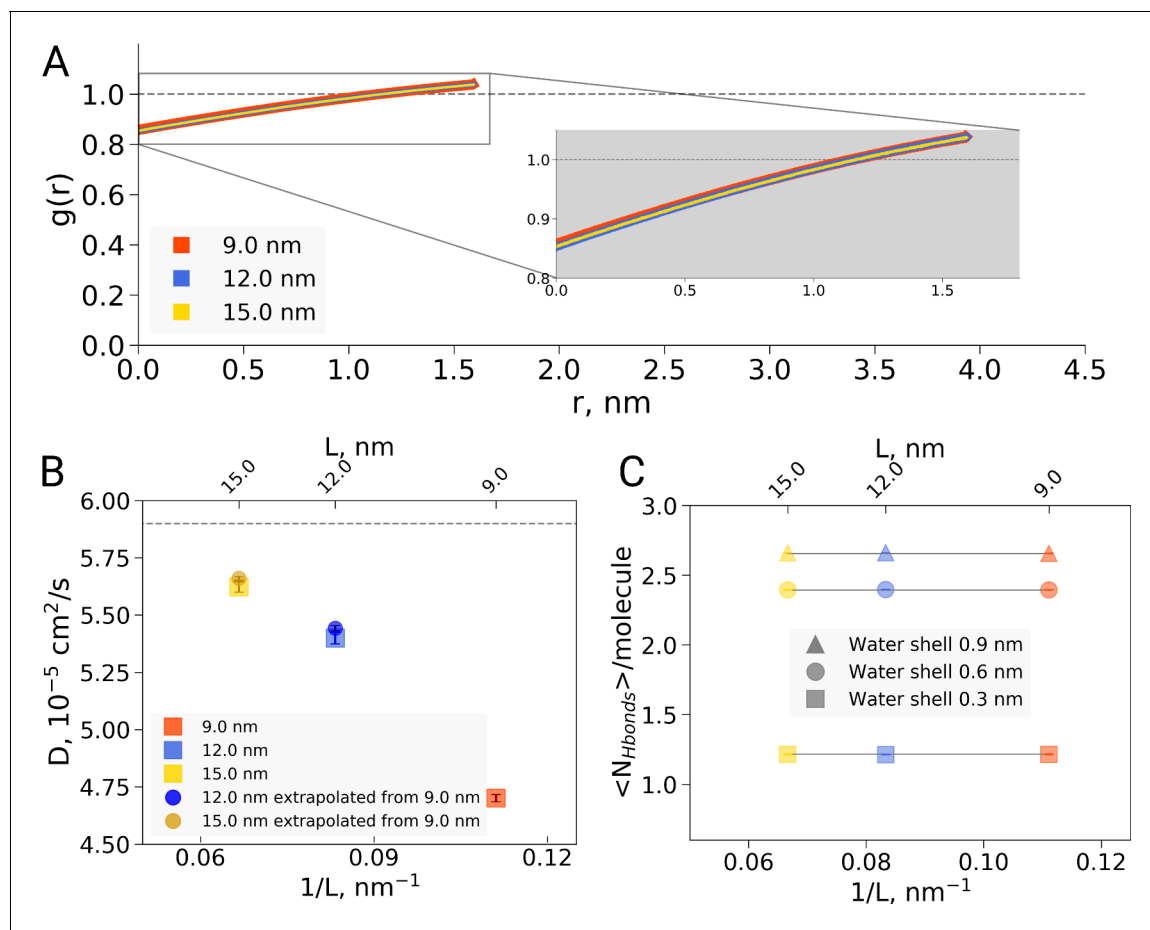 A
g(r)
1.0
0.8
0.6
0.4
0.2
0.0
9.0 nm
12.0 nm
15.0 nm
1.0
0.9
0.8
0.0 0.5 1.0 1.5
0.0 0.5 1.0 1.5 2.0 2.5 3.0 3.5 4.0 4.5
r, nm
B
L, nm
15.0 12.0 9.0
D, 10⁻⁵ cm²/s
6.00
5.75
5.50
5.25
5.00
4.75
4.50
9.0 nm
12.0 nm
15.0 nm
12.0 nm extrapolated from 9.0 nm
15.0 nm extrapolated from 9.0 nm
0.06 0.09 0.12
1/L, nm⁻¹
C
L, nm
15.0 12.0 9.0
<N_Hbonds>/molecule
3.0
2.5
2.0
1.5
1.0
Water shell 0.9 nm
Water shell 0.6 nm
Water shell 0.3 nm
0.06 0.08 0.10 0.12
1/L, nm⁻¹